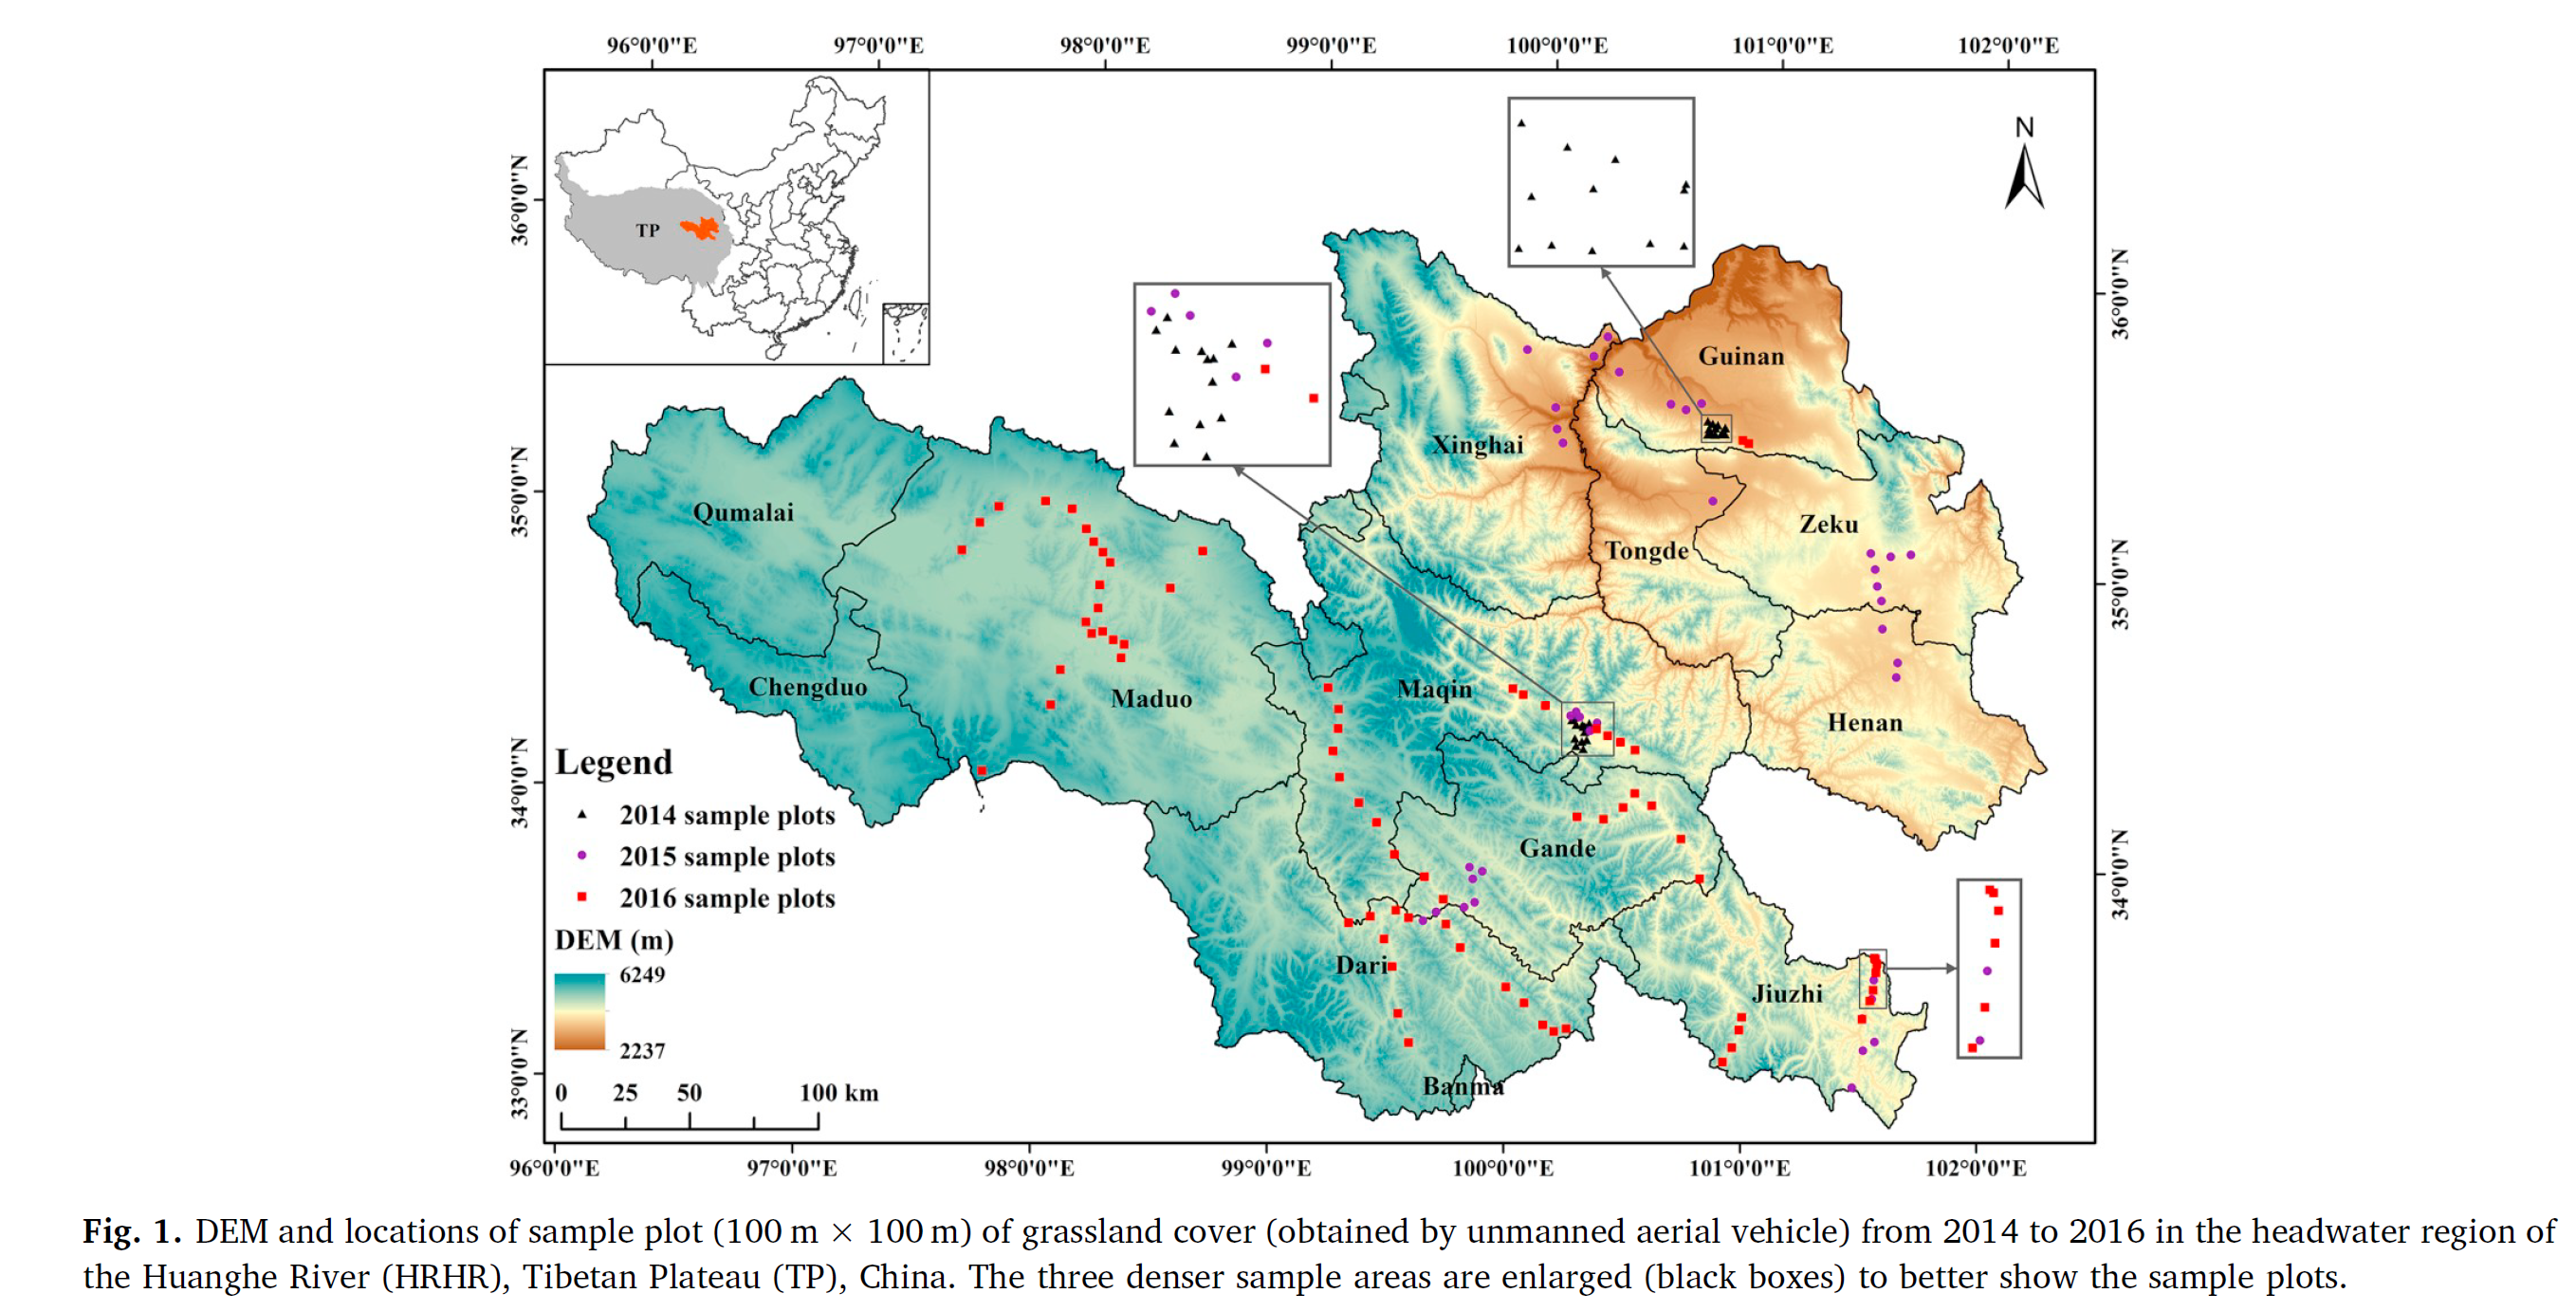 96°0'0"E 97°0'0"E 98°0'0"E 99°0'0"E 100°0'0"E 101°0'0"E 102°0'0"E
N
36°0'0"N
36°0'0"N
TP
Guinan
Xinghai
35°0'0"N
Qumalai
Zeku
Tongde
35°0'0"N
Chengduo
Maduo
Maqin
Henan
34°0'0"N
Legend
2014 sample plots
2015 sample plots
2016 sample plots
Gande
34°0'0"N
DEM (m)
6249
2237
Dari
Jiuzhi
33°0'0"N
Banma
0 25 50 100 km
96°0'0"E 97°0'0"E 98°0'0"E 99°0'0"E 100°0'0"E 101°0'0"E 102°0'0"E
Fig. 1. DEM and locations of sample plot (100 m × 100 m) of grassland cover (obtained by unmanned aerial vehicle) from 2014 to 2016 in the headwater region of
the Huanghe River (HRHR), Tibetan Plateau (TP), China. The three denser sample areas are enlarged (black boxes) to better show the sample plots.